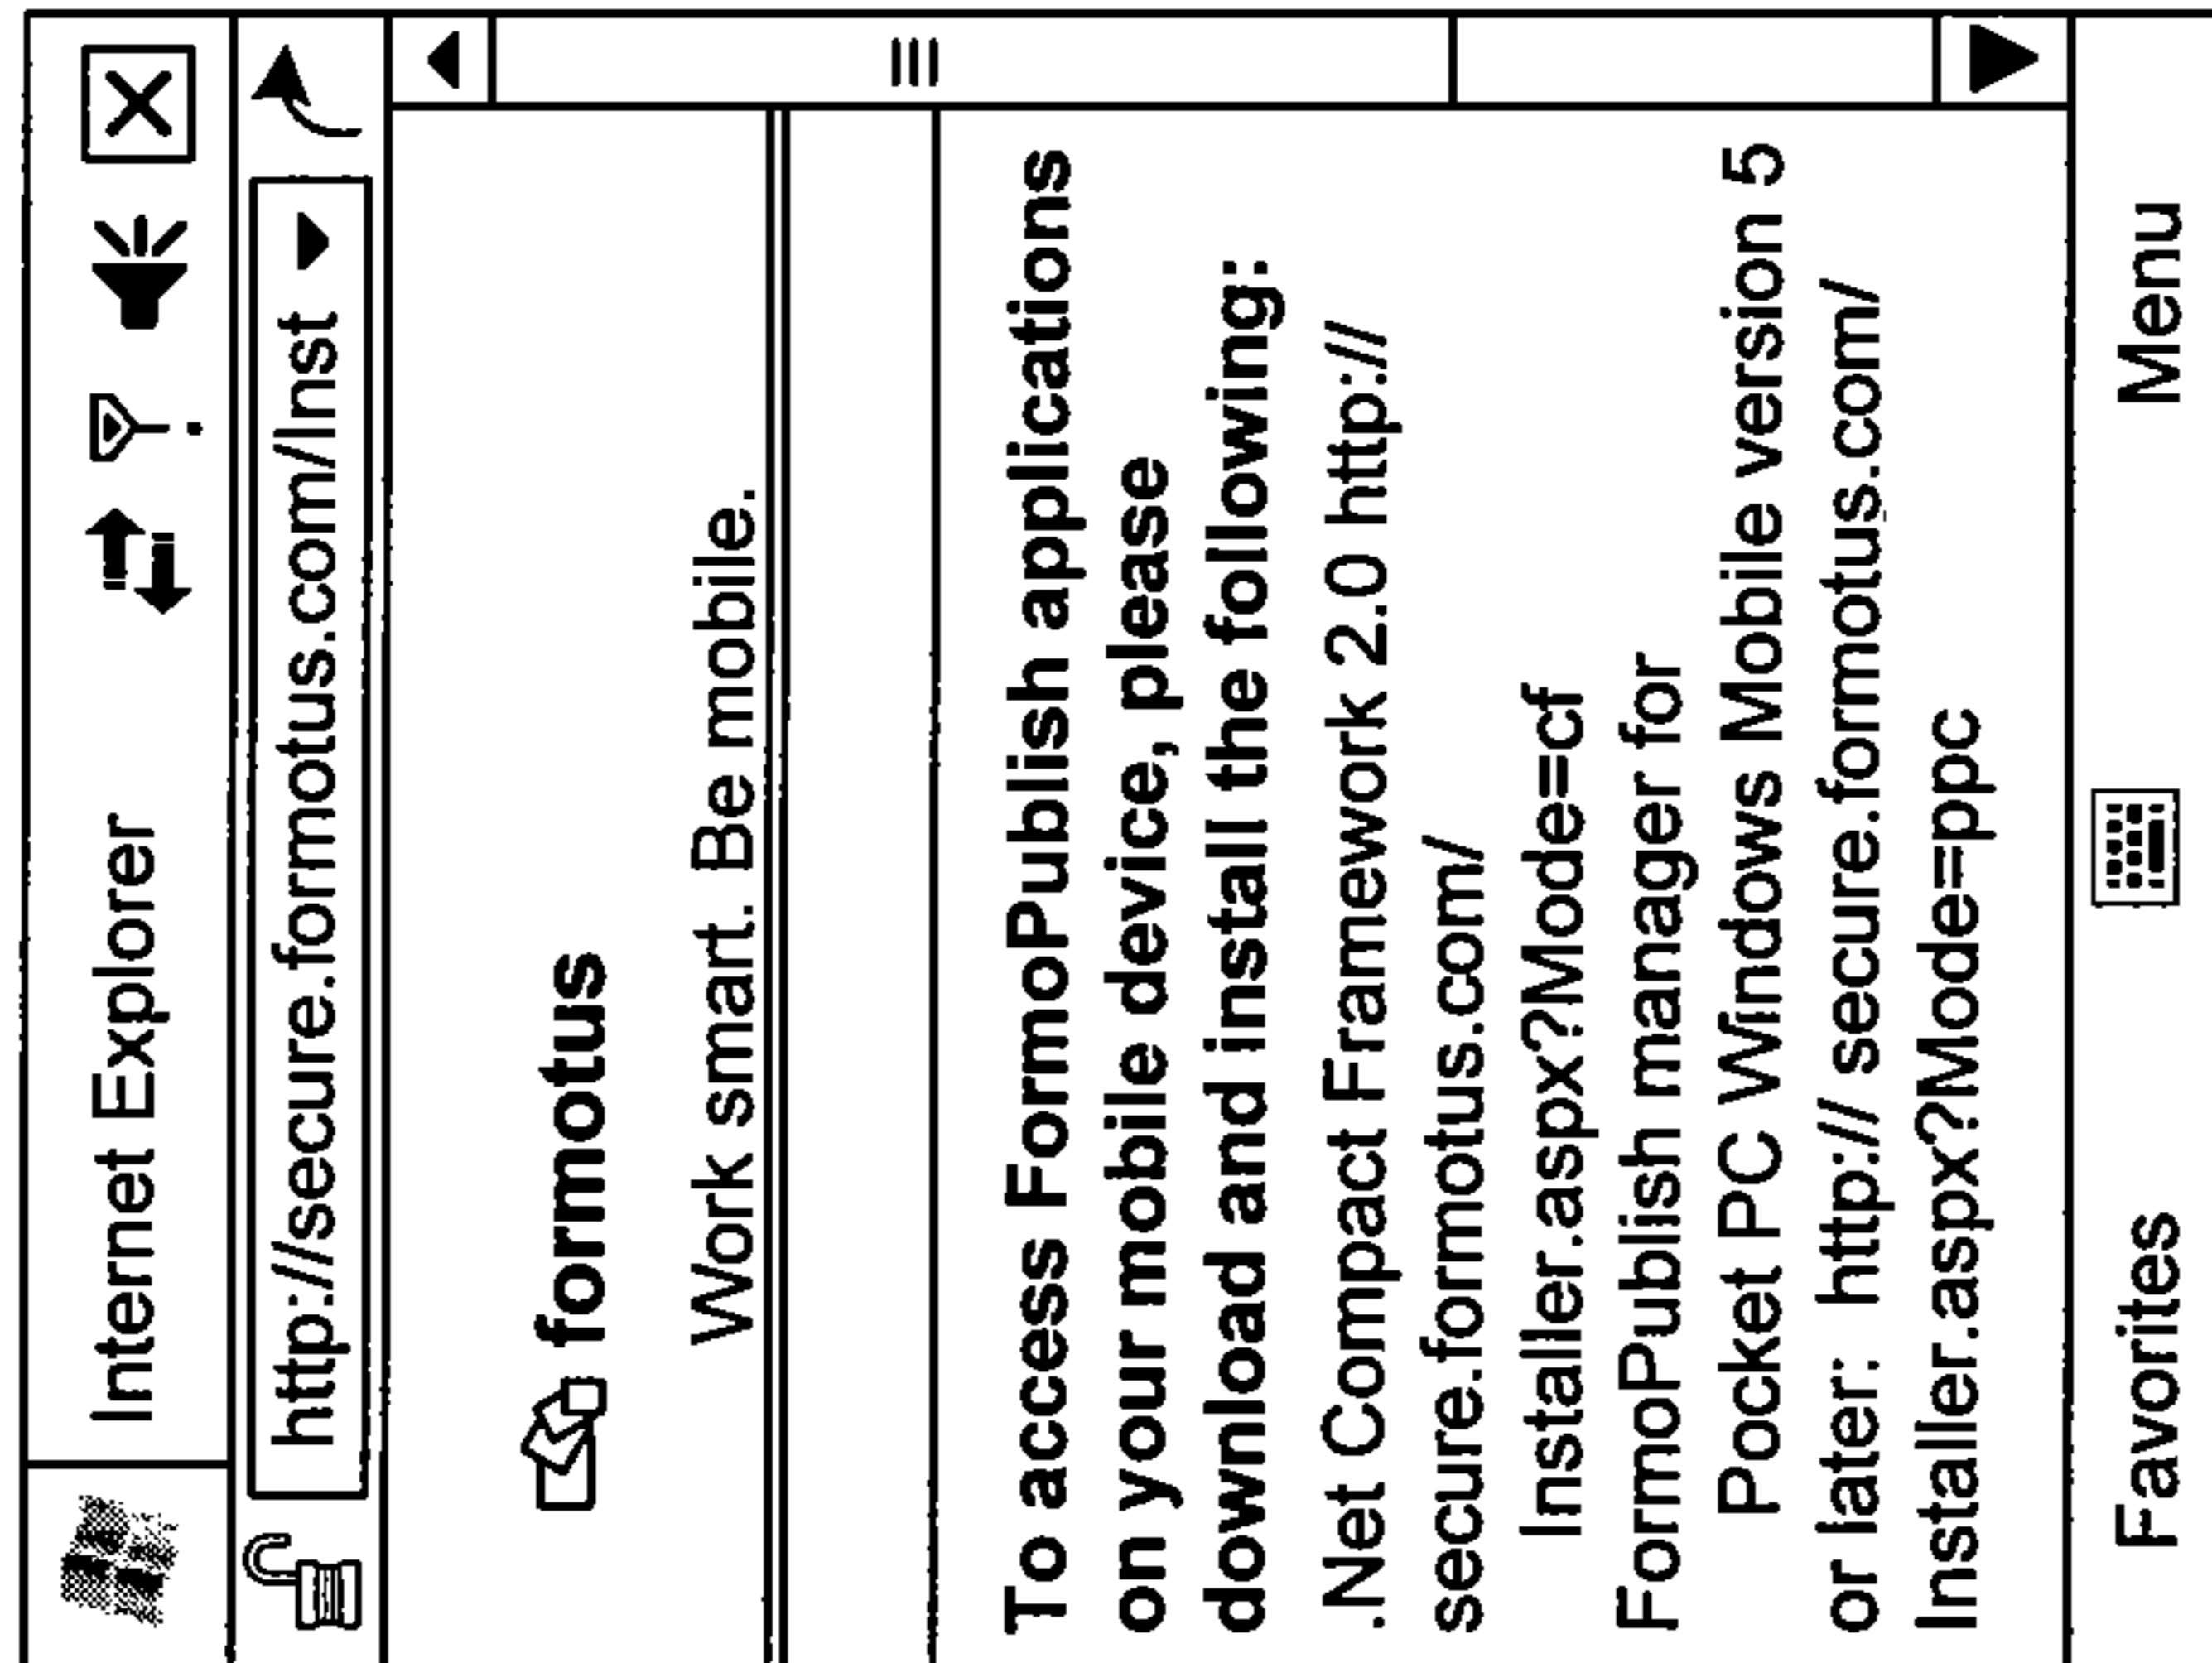 Internet Explorer
http://secure.formotus.com/Inst
formotus
Work smart. Be mobile.
To access FormoPublish applications
on your mobile device, please
download and install the following:
.Net Compact Framework 2.0 http://
secure.formotus.com/
Installer.aspx?Mode=cf
FormoPublish manager for
Pocket PC Windows Mobile version 5
or later: http:// secure.formotus.com/
Installer.aspx?Mode=ppc
Favorites Menu